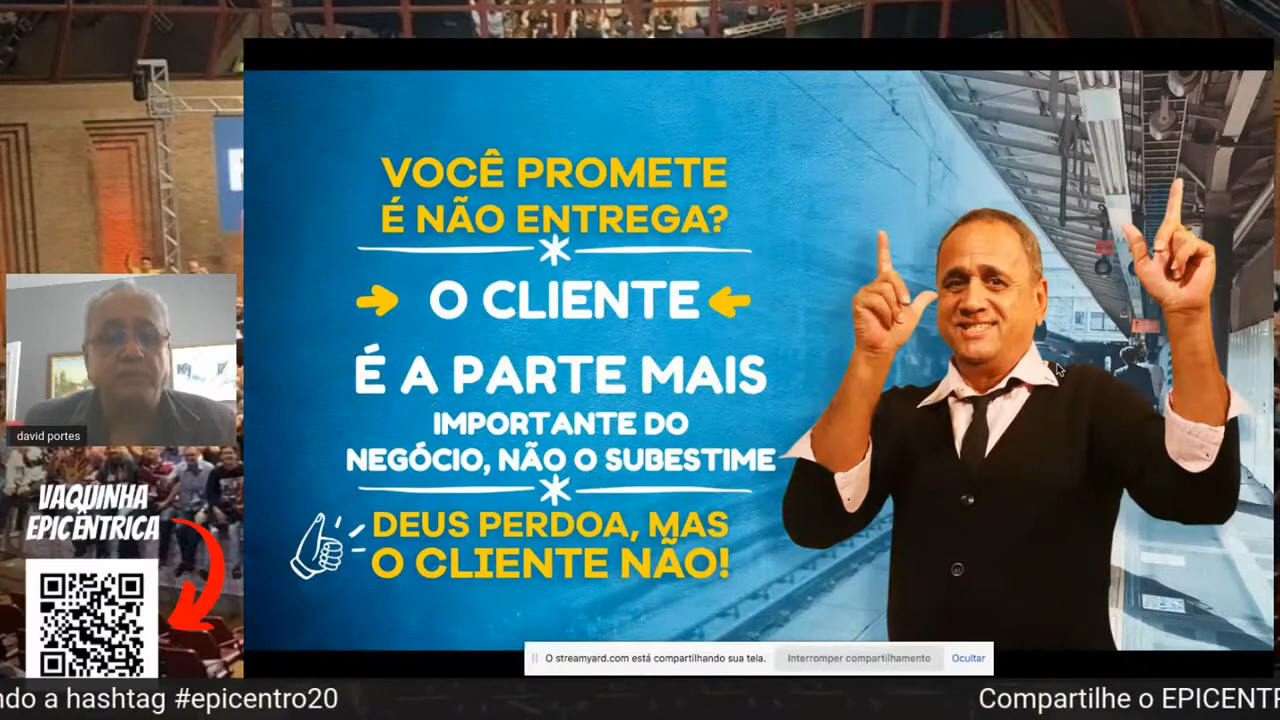 VOCÊ PROMETE
É NÃO ENTREGA?
O CLIENTE
É A PARTE MAIS
IMPORTANTE DO
NEGÓCIO, NÃO O SUBESTIME
DEUS PERDOA, MAS
O CLIENTE NÃO!
david portes
VAQUINHA
EPICÊNTRICA
O streamyard.com está compartilhando sua tela. Interromper compartilhamento Ocultar
ndo a hashtag #epicentro20 Compartilhe o EPICENTR